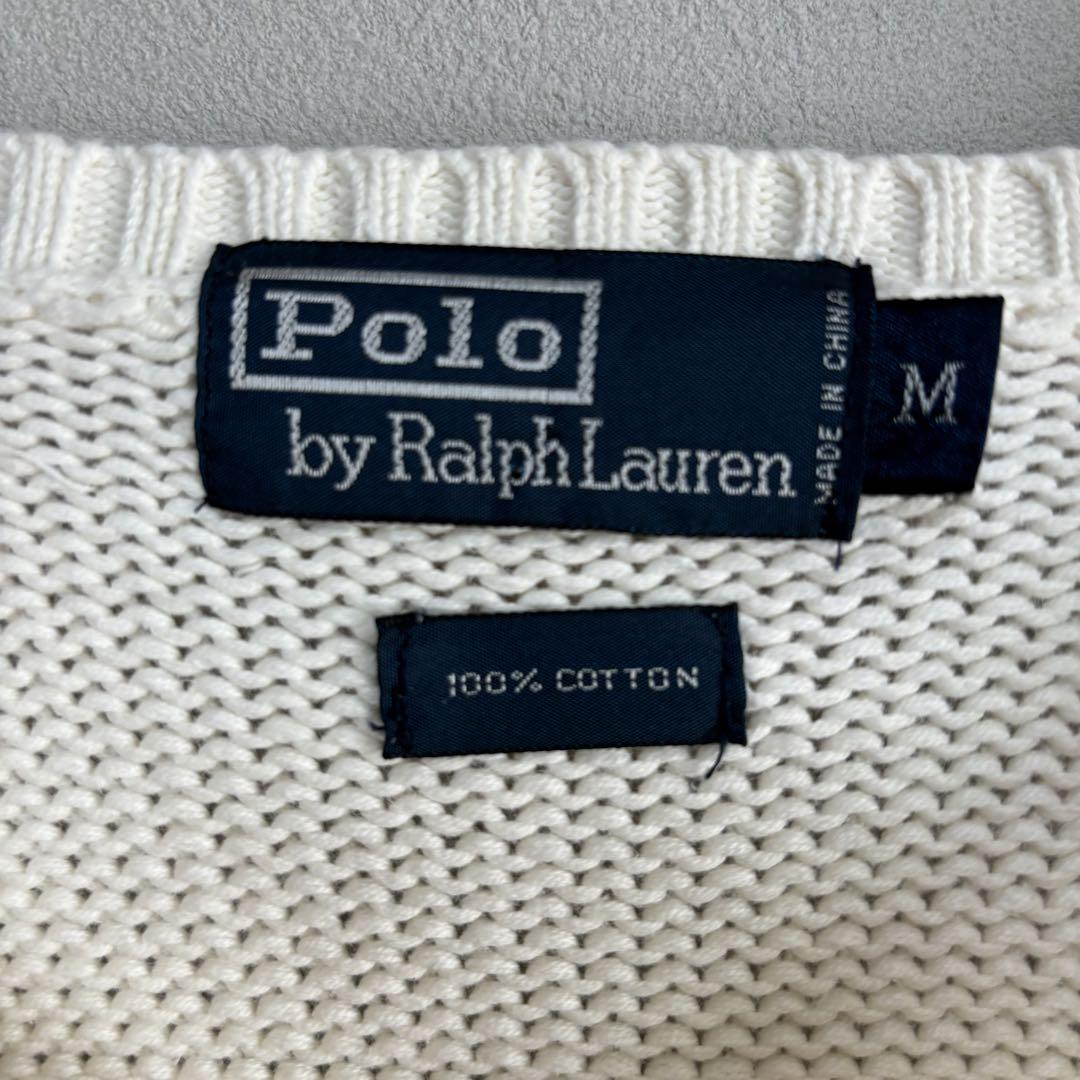 Polo
by Ralph Lauren
MADE IN CHINA
M
100% COTTON